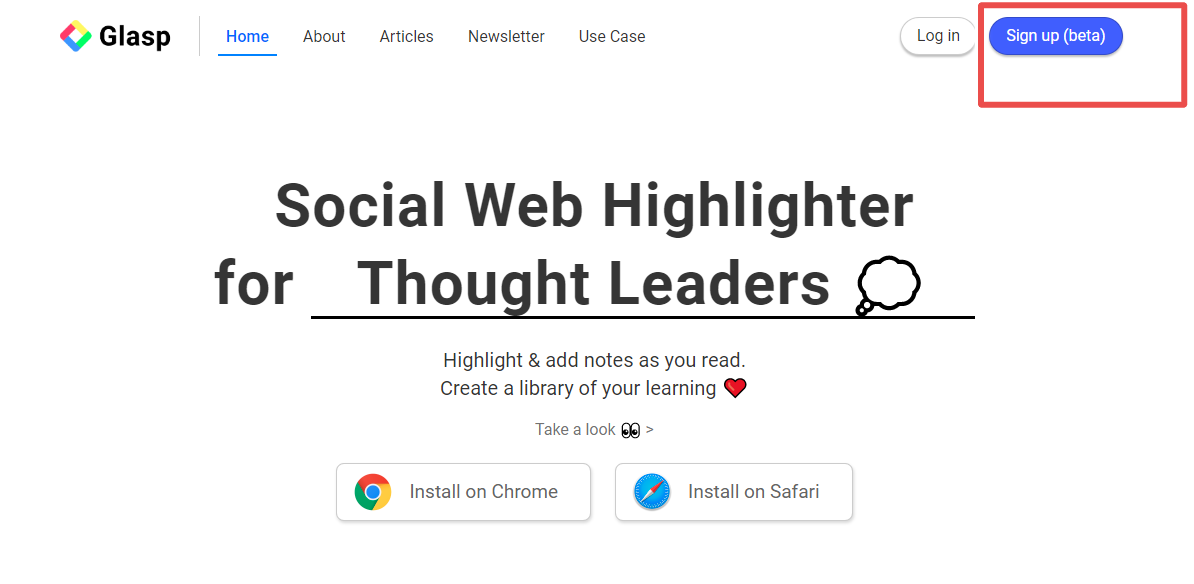 Glasp
Home About Articles Newsletter Use Case
Log in Sign up (beta)
Social Web Highlighter
for Thought Leaders 💭
Highlight & add notes as you read.
Create a library of your learning ❤️
Take a look 👀 >
Install on Chrome
Install on Safari